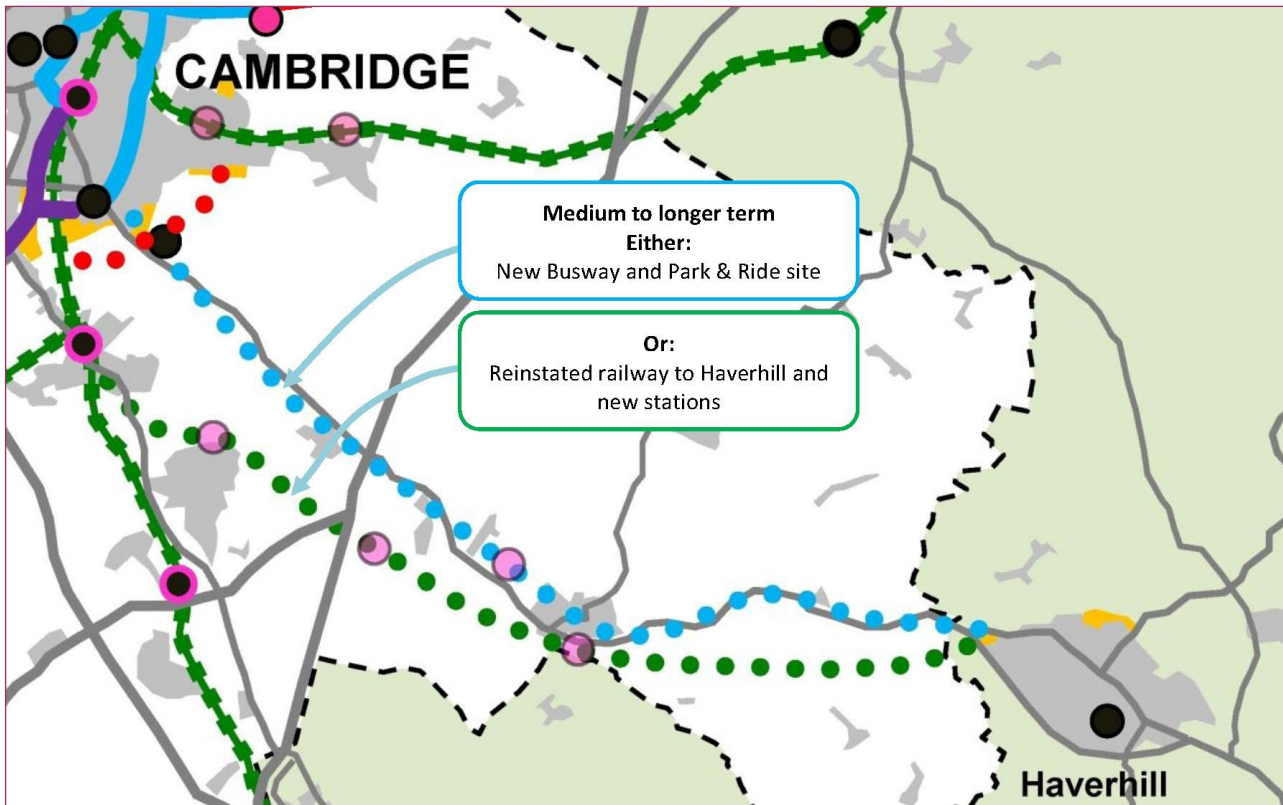 CAMBRIDGE
Medium to longer term
Either:
New Busway and Park & Ride site
Or:
Reinstated railway to Haverhill and
new stations
Haverhill